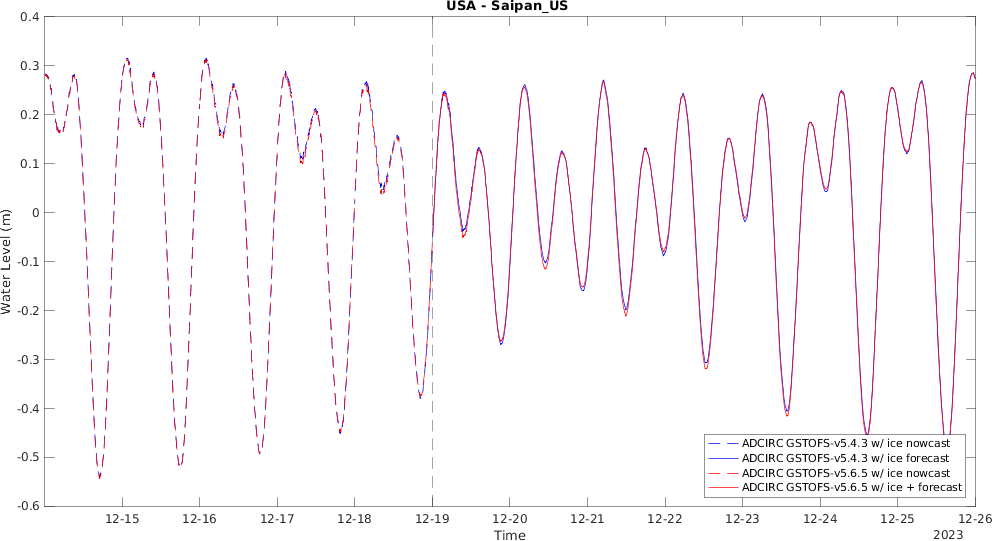 USA - Saipan_US
0.4
0.3
0.2
0.1
0
-0.1
-0.2
-0.3
-0.4
-0.5
-0.6
Water Level (m)
ADCIRC GSTOFS-v5.4.3 w/ ice nowcast
ADCIRC GSTOFS-v5.4.3 w/ ice forecast
ADCIRC GSTOFS-v5.6.5 w/ ice nowcast
ADCIRC GSTOFS-v5.6.5 w/ ice + forecast
12-15 12-16 12-17 12-18 12-19 12-20 12-21 12-22 12-23 12-24 12-25 12-26
Time
2023